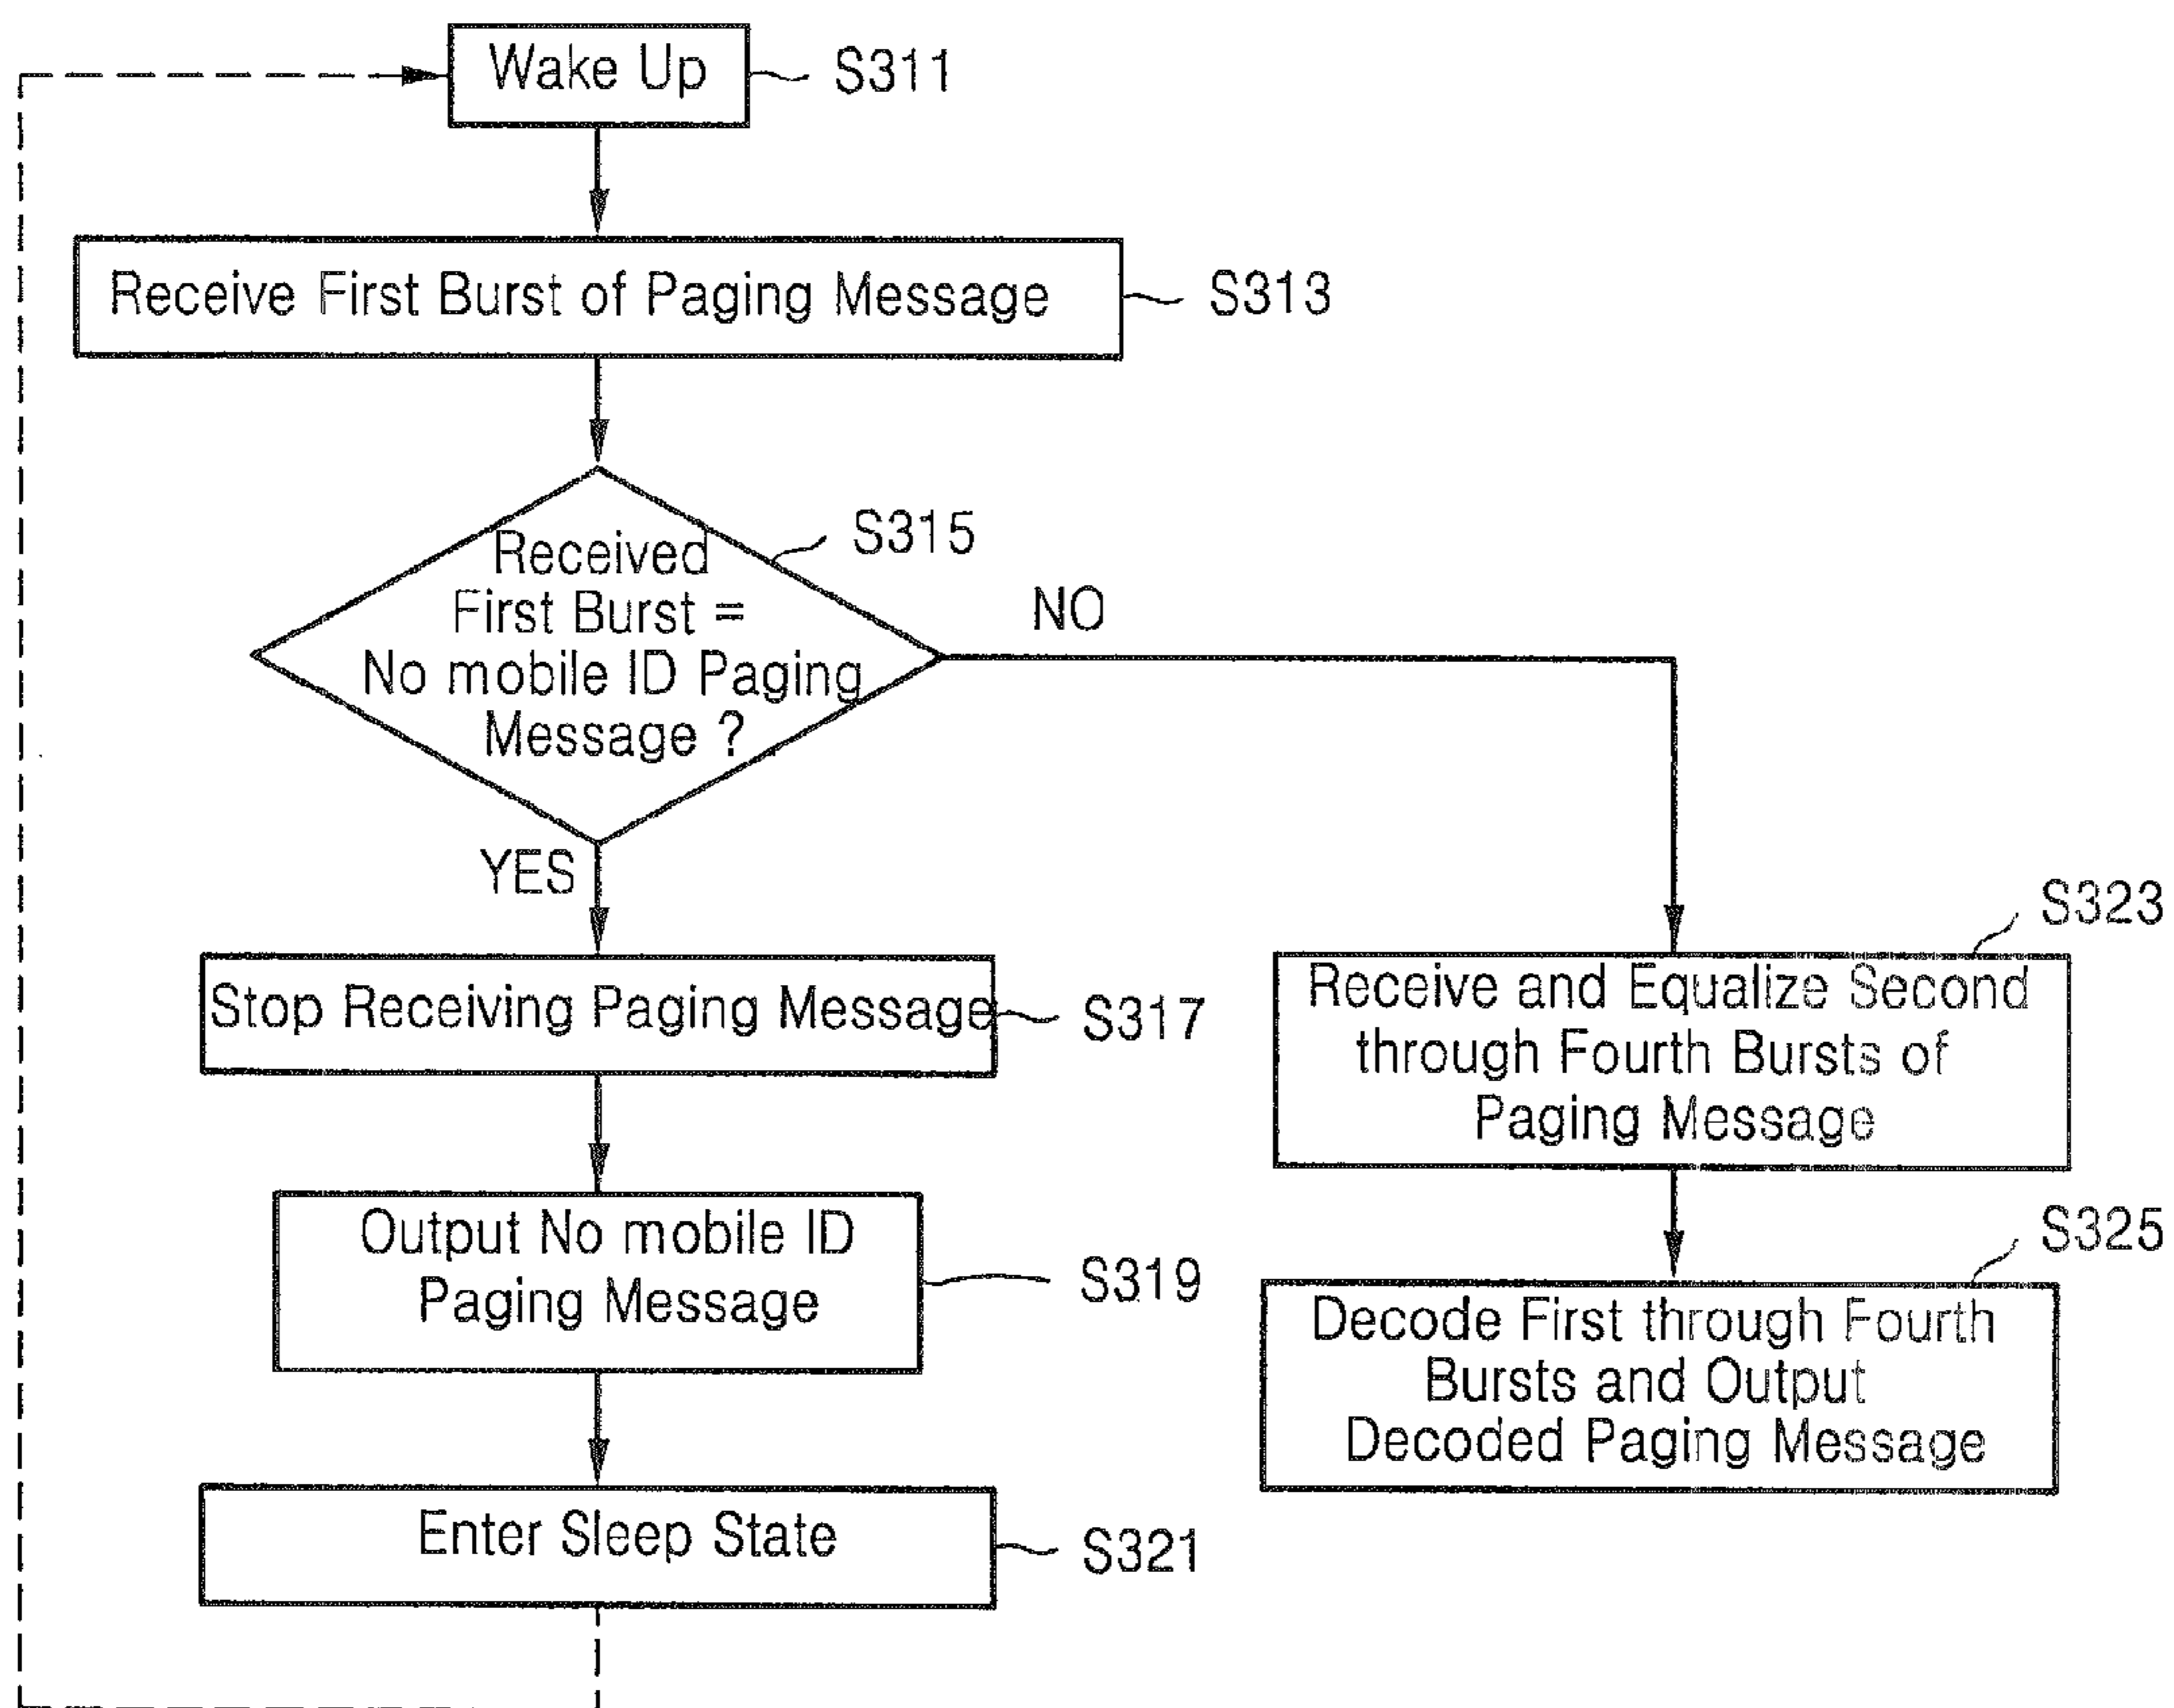 Wake Up
S311
Receive First Burst of Paging Message
S313
S315
Received
First Burst =
No mobile ID Paging
Message ?
NO
YES
Stop Receiving Paging Message
S317
S323
Receive and Equalize Second
through Fourth Bursts of
Paging Message
Output No mobile ID
Paging Message
S319
S325
Decode First through Fourth
Bursts and Output
Decoded Paging Message
Enter Sleep State
S321